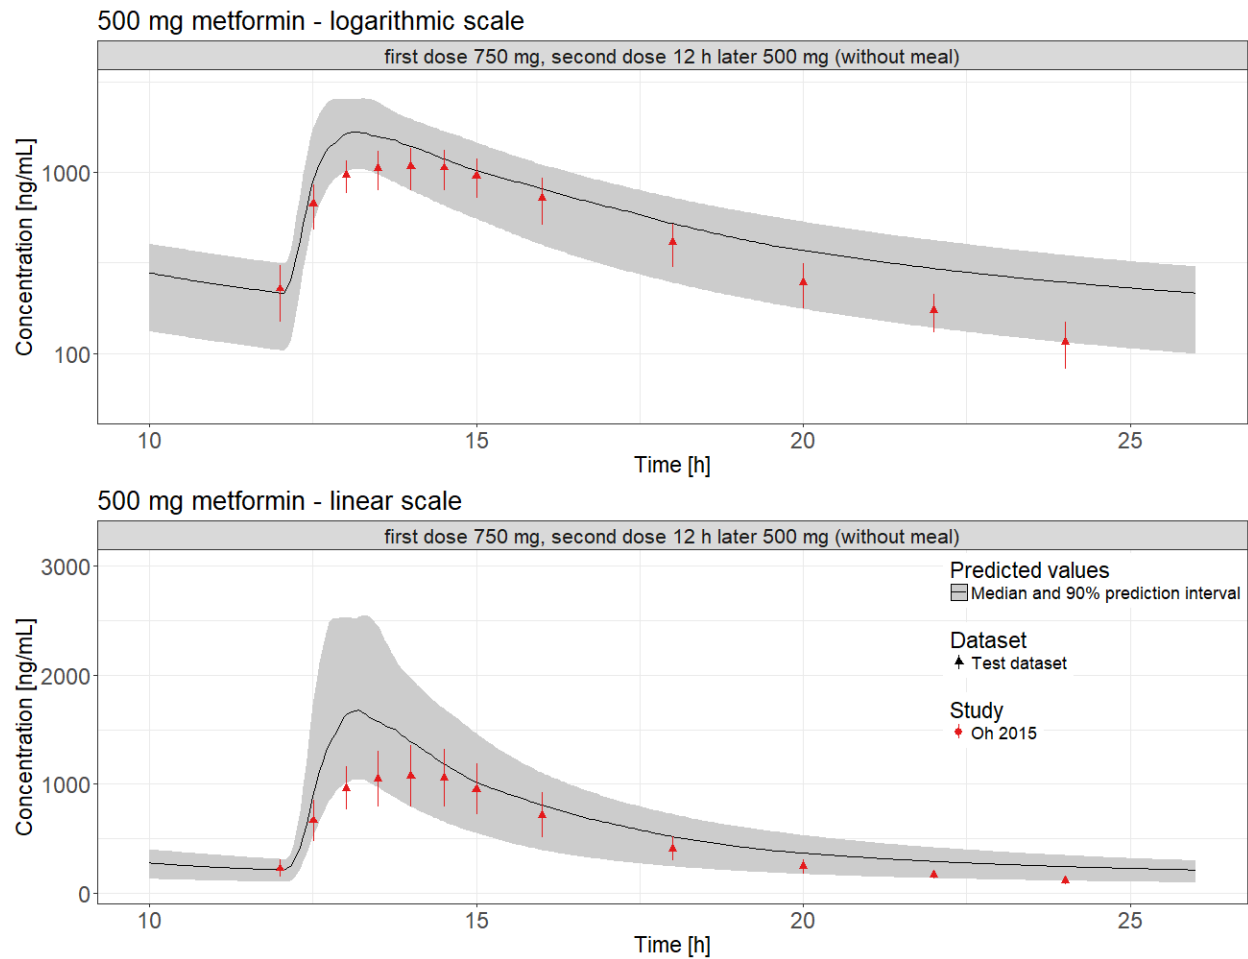 500 mg metformin - logarithmic scale
first dose 750 mg, second dose 12 h later 500 mg (without meal)
Concentration [ng/mL]
1000
100
10 15 20 25
Time [h]
500 mg metformin - linear scale
first dose 750 mg, second dose 12 h later 500 mg (without meal)
Concentration [ng/mL]
3000
2000
1000
0
Predicted values
Median and 90% prediction interval
Dataset
Test dataset
Study
Oh 2015
10 15 20 25
Time [h]